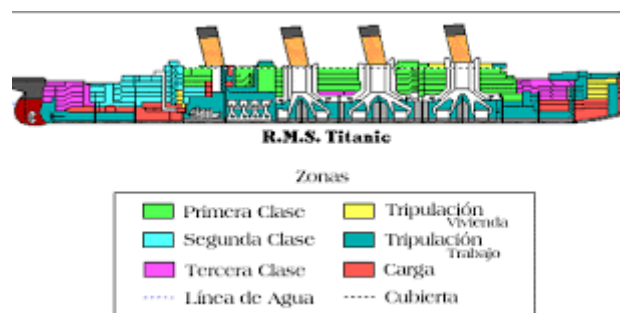 R.M.S. Titanic
Zonas
Primera Clase
Tripulación
Vivienda
Segunda Clase
Tripulación
Trabajo
Tercera Clase
Carga
Línea de Agua
Cubierta